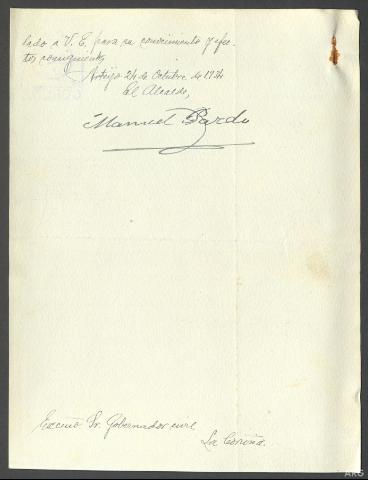 lado a V. E. para su conocimiento y efec-
tos consiguientes
Arteijo 24 de Octubre de 1934
El Alcalde,
Manuel Pardo
Excmo Sr. Gobernador civil
La Coruña.